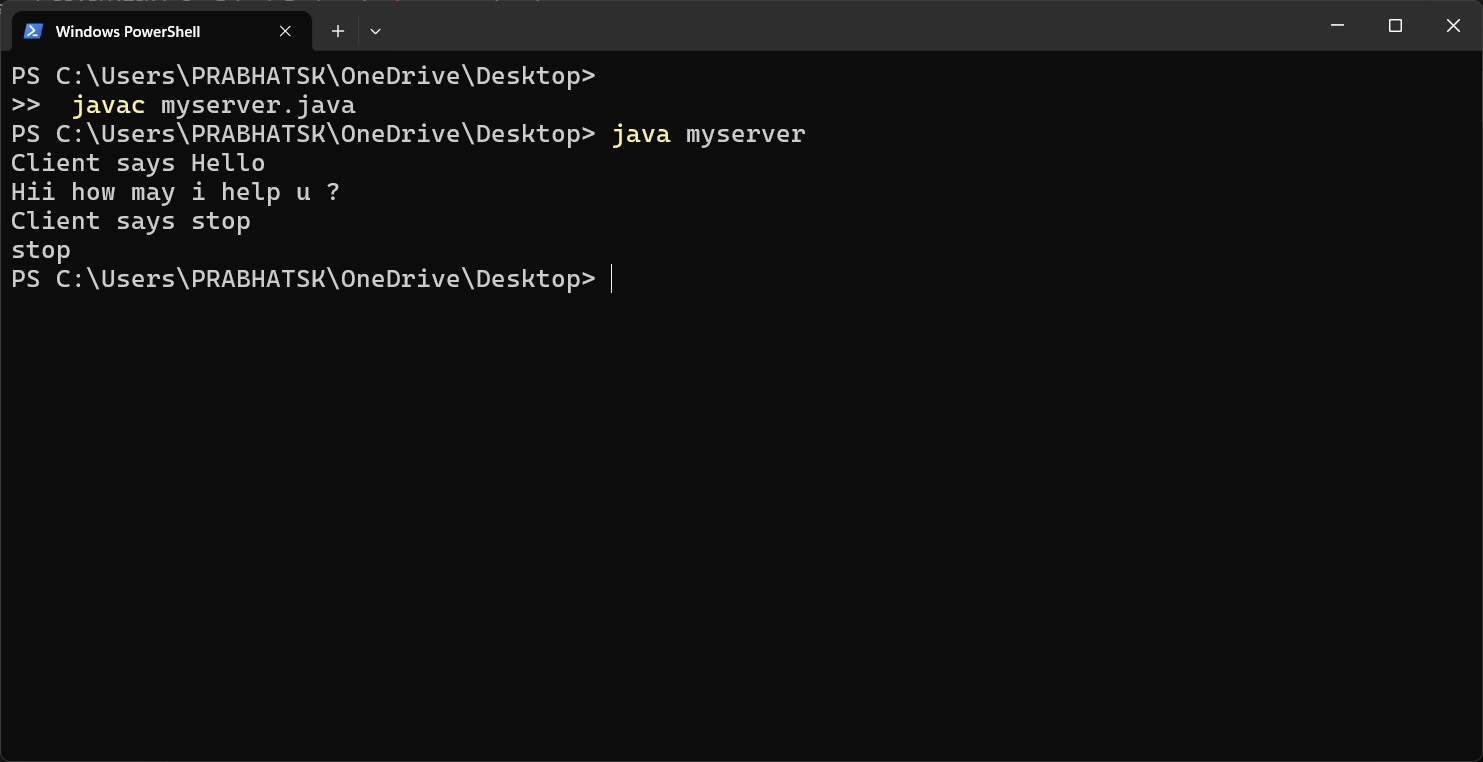 Windows PowerShell
PS C:\Users\PRABHATSK\OneDrive\Desktop>
>>  javac myserver.java
PS C:\Users\PRABHATSK\OneDrive\Desktop> java myserver
Client says Hello
Hii how may i help u ?
Client says stop
stop
PS C:\Users\PRABHATSK\OneDrive\Desktop>